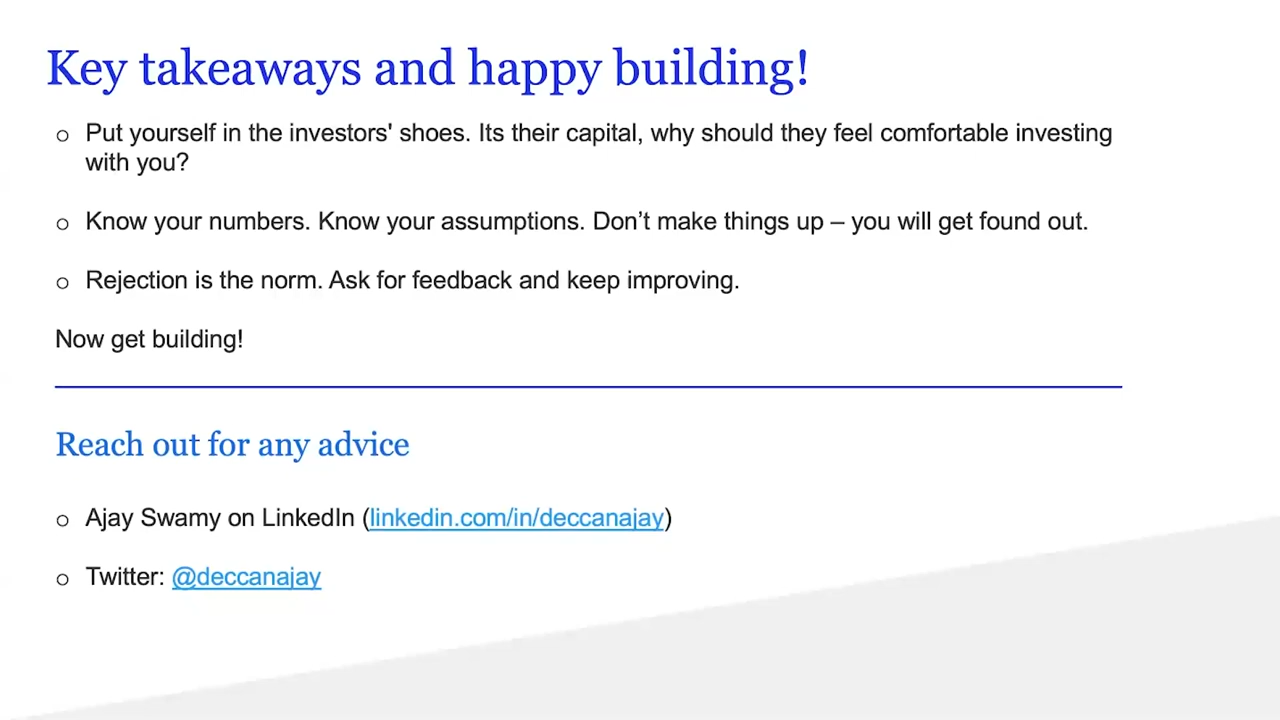 Key takeaways and happy building!
o Put yourself in the investors' shoes. Its their capital, why should they feel comfortable investing
with you?
o Know your numbers. Know your assumptions. Don’t make things up – you will get found out.
o Rejection is the norm. Ask for feedback and keep improving.
Now get building!
Reach out for any advice
o Ajay Swamy on LinkedIn (linkedin.com/in/deccanajay)
o Twitter: @deccanajay